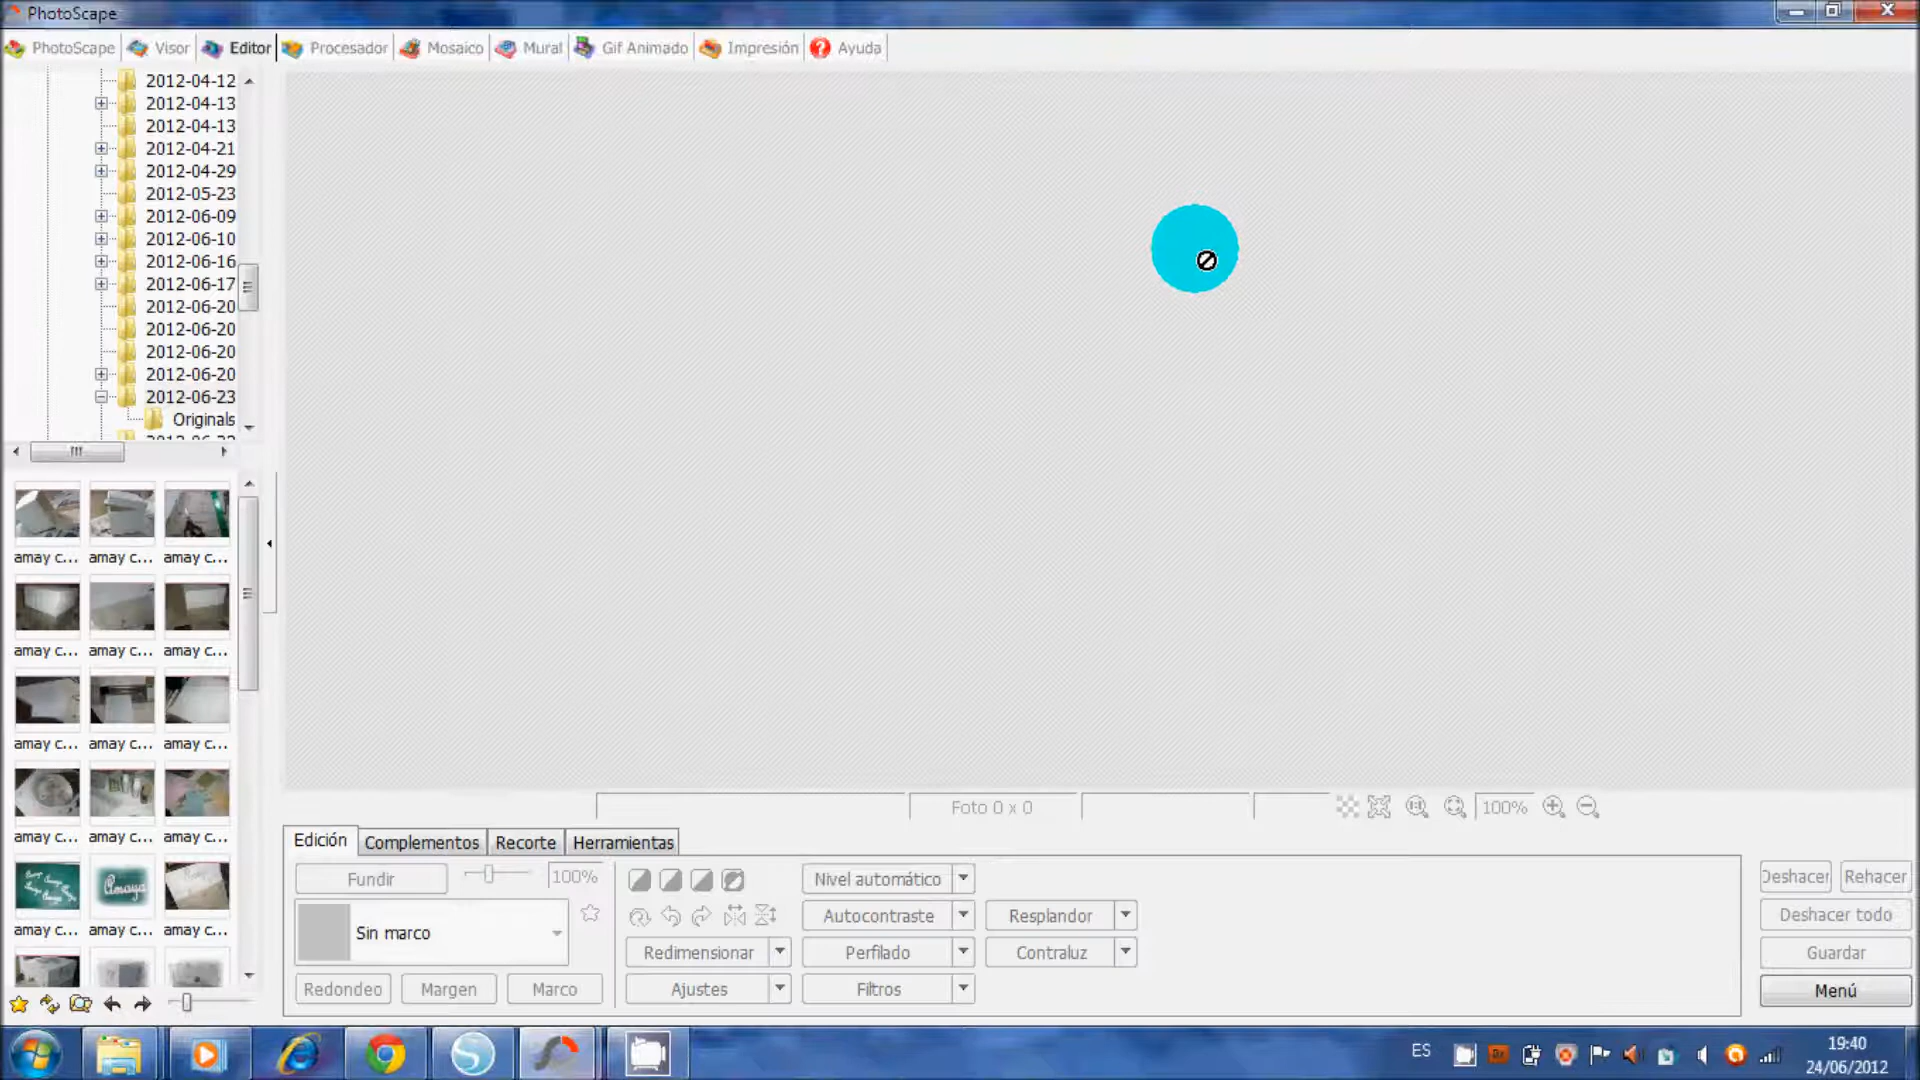 PhotoScape
PhotoScape Visor Editor Procesador Mosaico Mural Gif Animado Impresión Ayuda
2012-04-12
2012-04-13
2012-04-13
2012-04-21
2012-04-29
2012-05-23
2012-06-09
2012-06-10
2012-06-16
2012-06-17
2012-06-20
2012-06-20
2012-06-20
2012-06-20
2012-06-23
Originals
amay c... amay c... amay c...
amay c... amay c... amay c...
amay c... amay c... amay c...
amay c... amay c... amay c...
Amaya
amay c... amay c... amay c...
Foto 0 x 0
100%
Edición Complementos Recorte Herramientas
Fundir 100% Nivel automático Deshacer Rehacer
Sin marco Autocontraste Resplandor Deshacer todo
Redimensionar Perfilado Contraluz Guardar
Redondeo Margen Marco Ajustes Filtros Menú
ES
19:40
24/06/2012